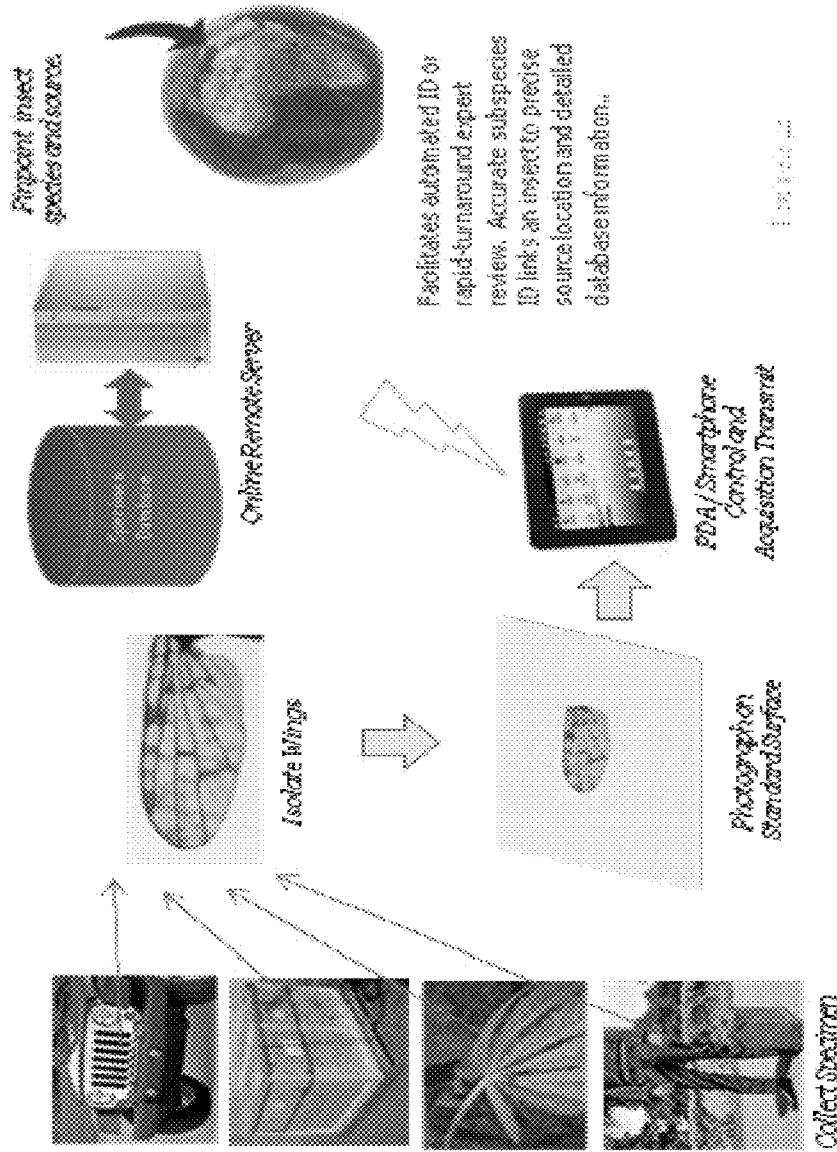 Collect Specimen
Isolate Wings
Photograph on
Standard Surface
PDA / Smartphone
Control and
Acquisition Transmit
Online Remote Server
Pinpoint insect
species and source.
Facilitates automated ID or
rapid-turnaround expert
review. Accurate subspecies
ID links an insect to precise
source location and detailed
database information..